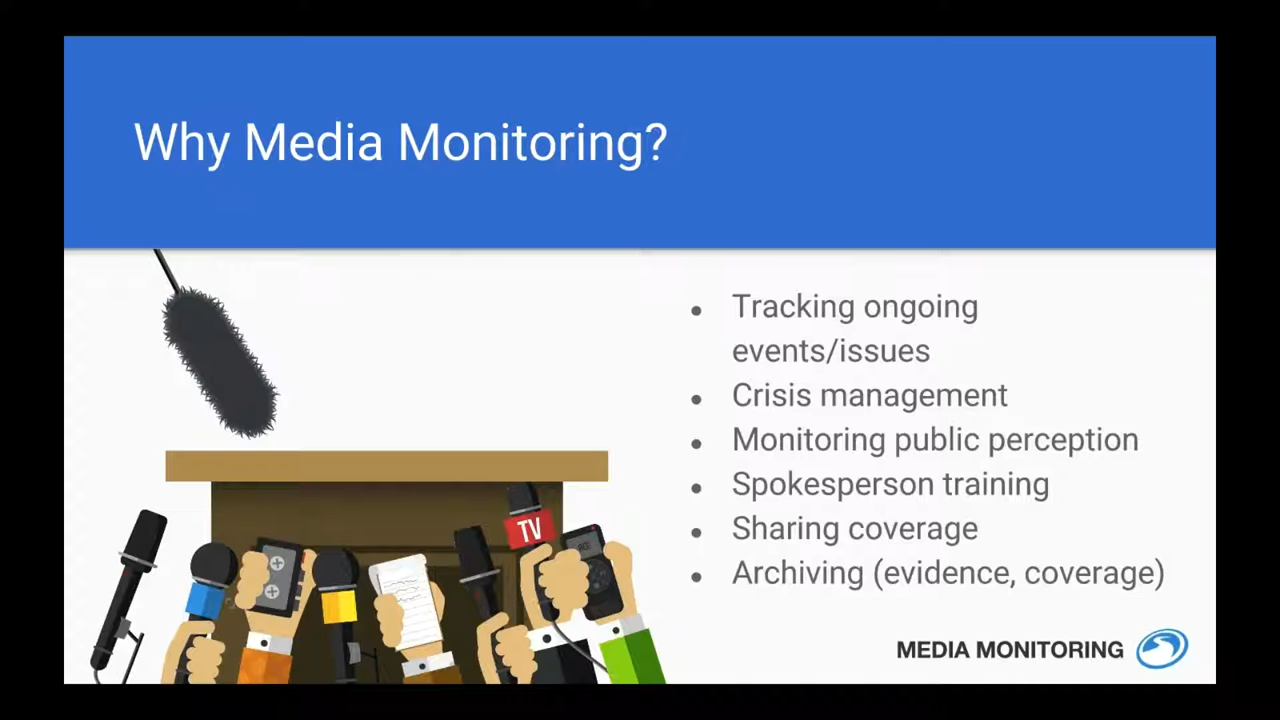 Why Media Monitoring?
● Tracking ongoing
events/issues
● Crisis management
● Monitoring public perception
● Spokesperson training
● Sharing coverage
● Archiving (evidence, coverage)
TV
MEDIA MONITORING